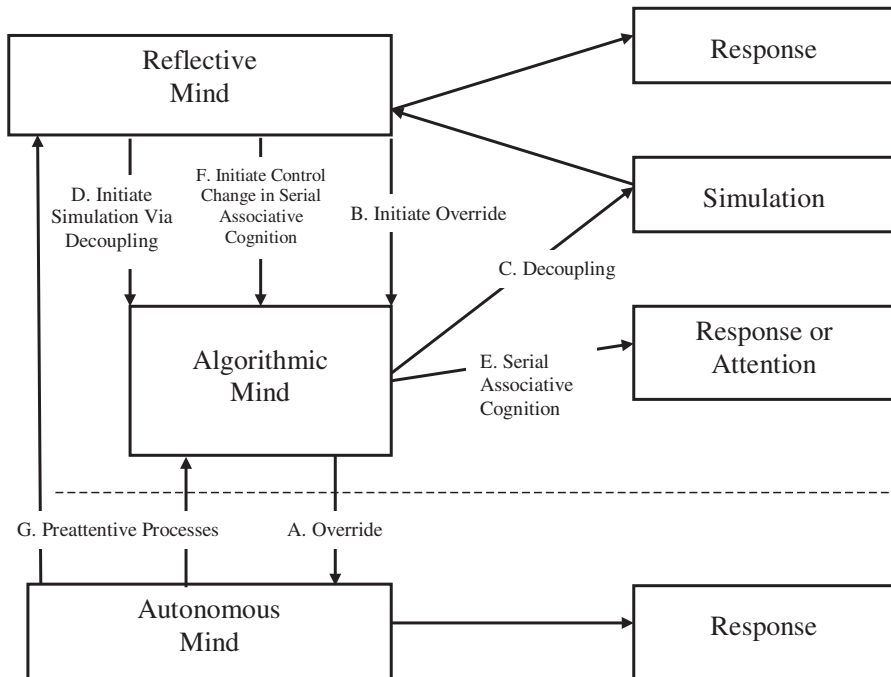 Reflective
Mind
Response
D. Initiate
Simulation Via
Decoupling
F. Initiate Control
Change in Serial
Associative
Cognition
B. Initiate Override
Simulation
C. Decoupling
Algorithmic
Mind
E. Serial
Associative
Cognition
Response or
Attention
G. Preattentive Processes
A. Override
Autonomous
Mind
Response